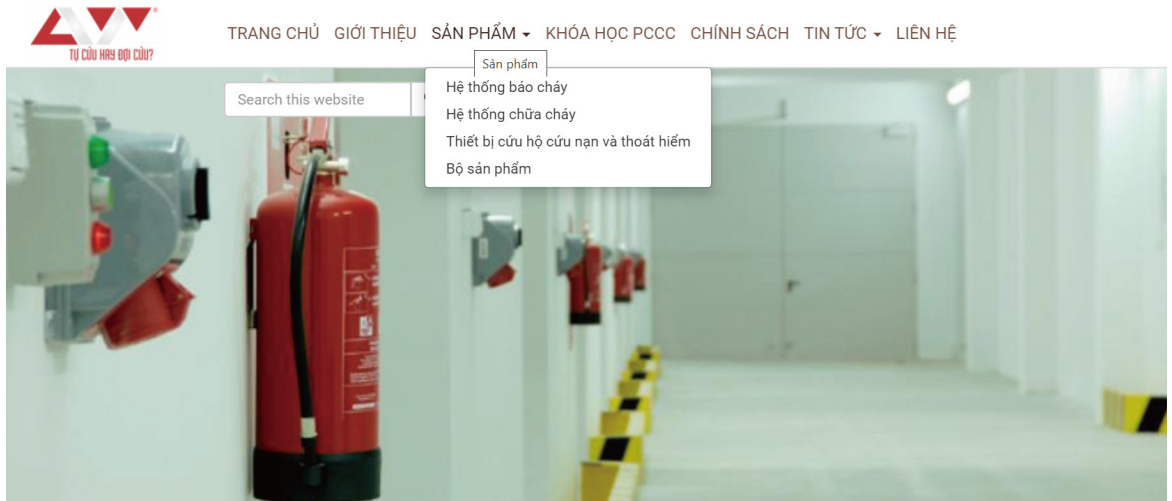 TỰ CỨU HAY ĐỢI CỨU?
TRANG CHỦ GIỚI THIỆU SẢN PHẨM KHÓA HỌC PCCC CHÍNH SÁCH TIN TỨC LIÊN HỆ
Sản phẩm
Search this website
Hệ thống báo cháy
Hệ thống chữa cháy
Thiết bị cứu hộ cứu nạn và thoát hiểm
Bộ sản phẩm